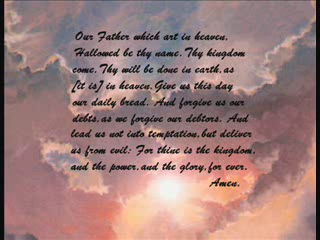 Our Father which art in heaven,
Hallowed be thy name.Thy kingdom
come.Thy will be done in earth,as
[it is] in heaven.Give us this day
our daily bread. And forgive us our
debts,as we forgive our debtors. And
lead us not into temptation,but deliver
us from evil: For thine is the kingdom,
and the power,and the glory,for ever.
Amen.